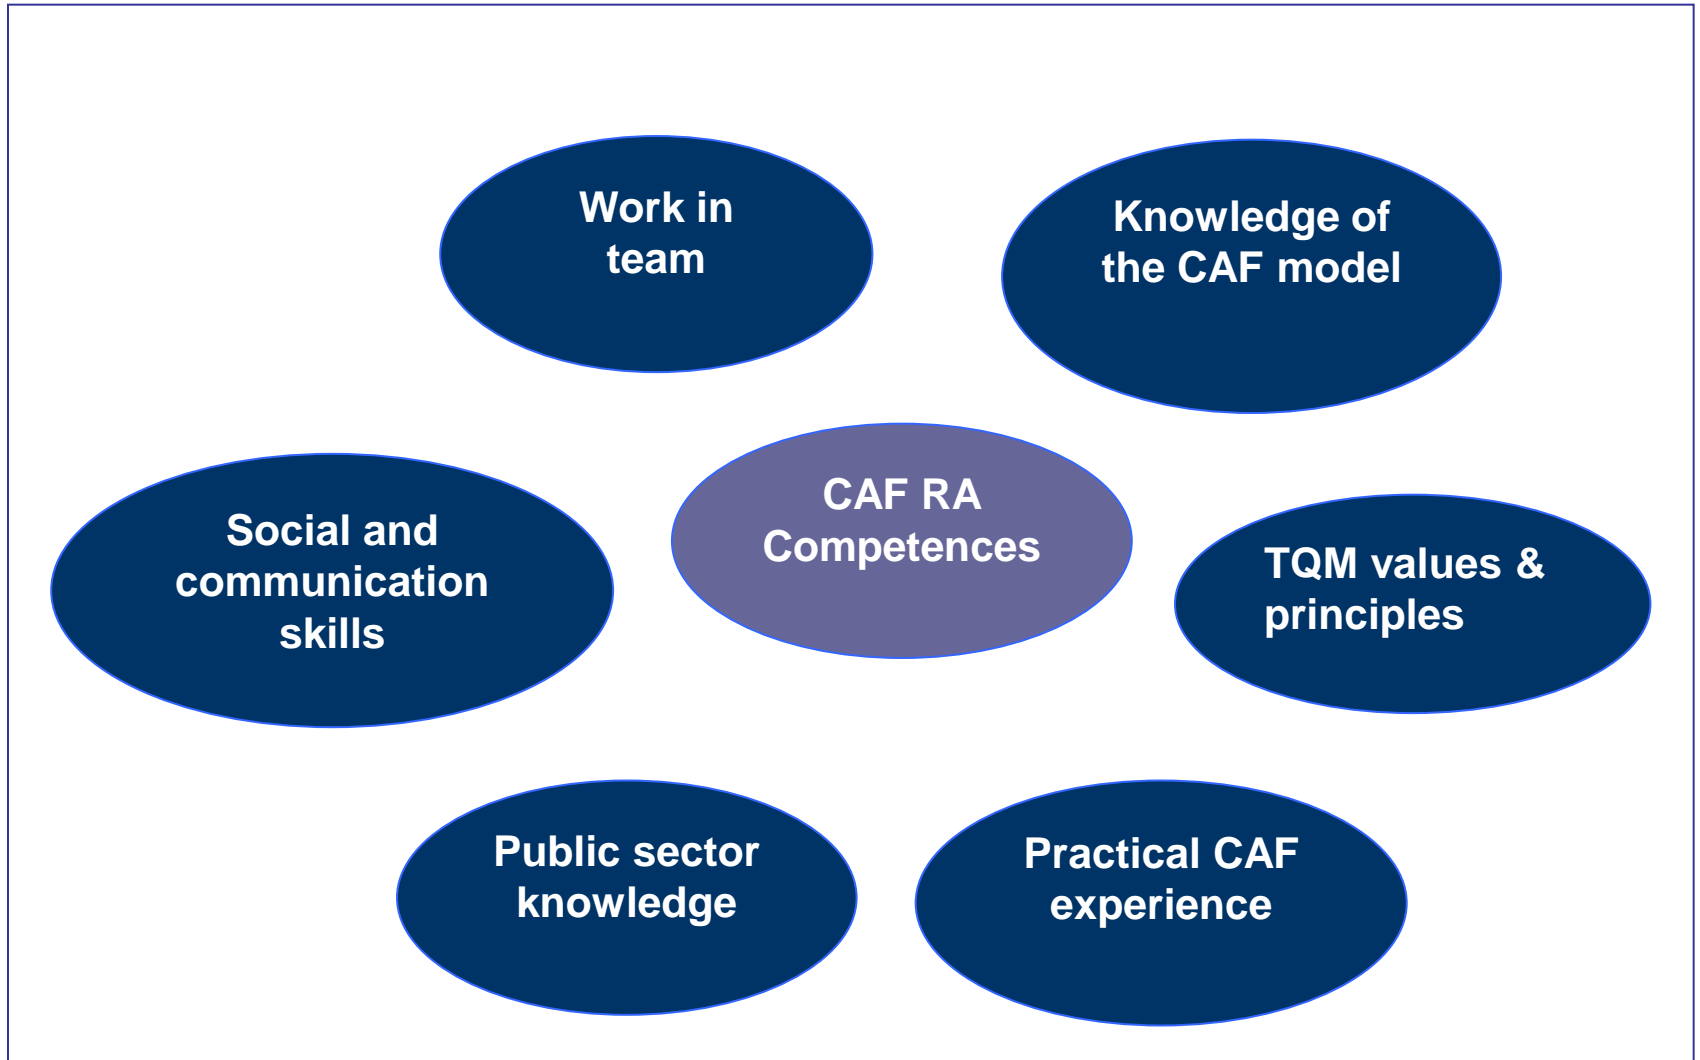 Work in
team
Knowledge of
the CAF model
CAF RA
Competences
Social and
communication
skills
TQM values &
principles
Public sector
knowledge
Practical CAF
experience